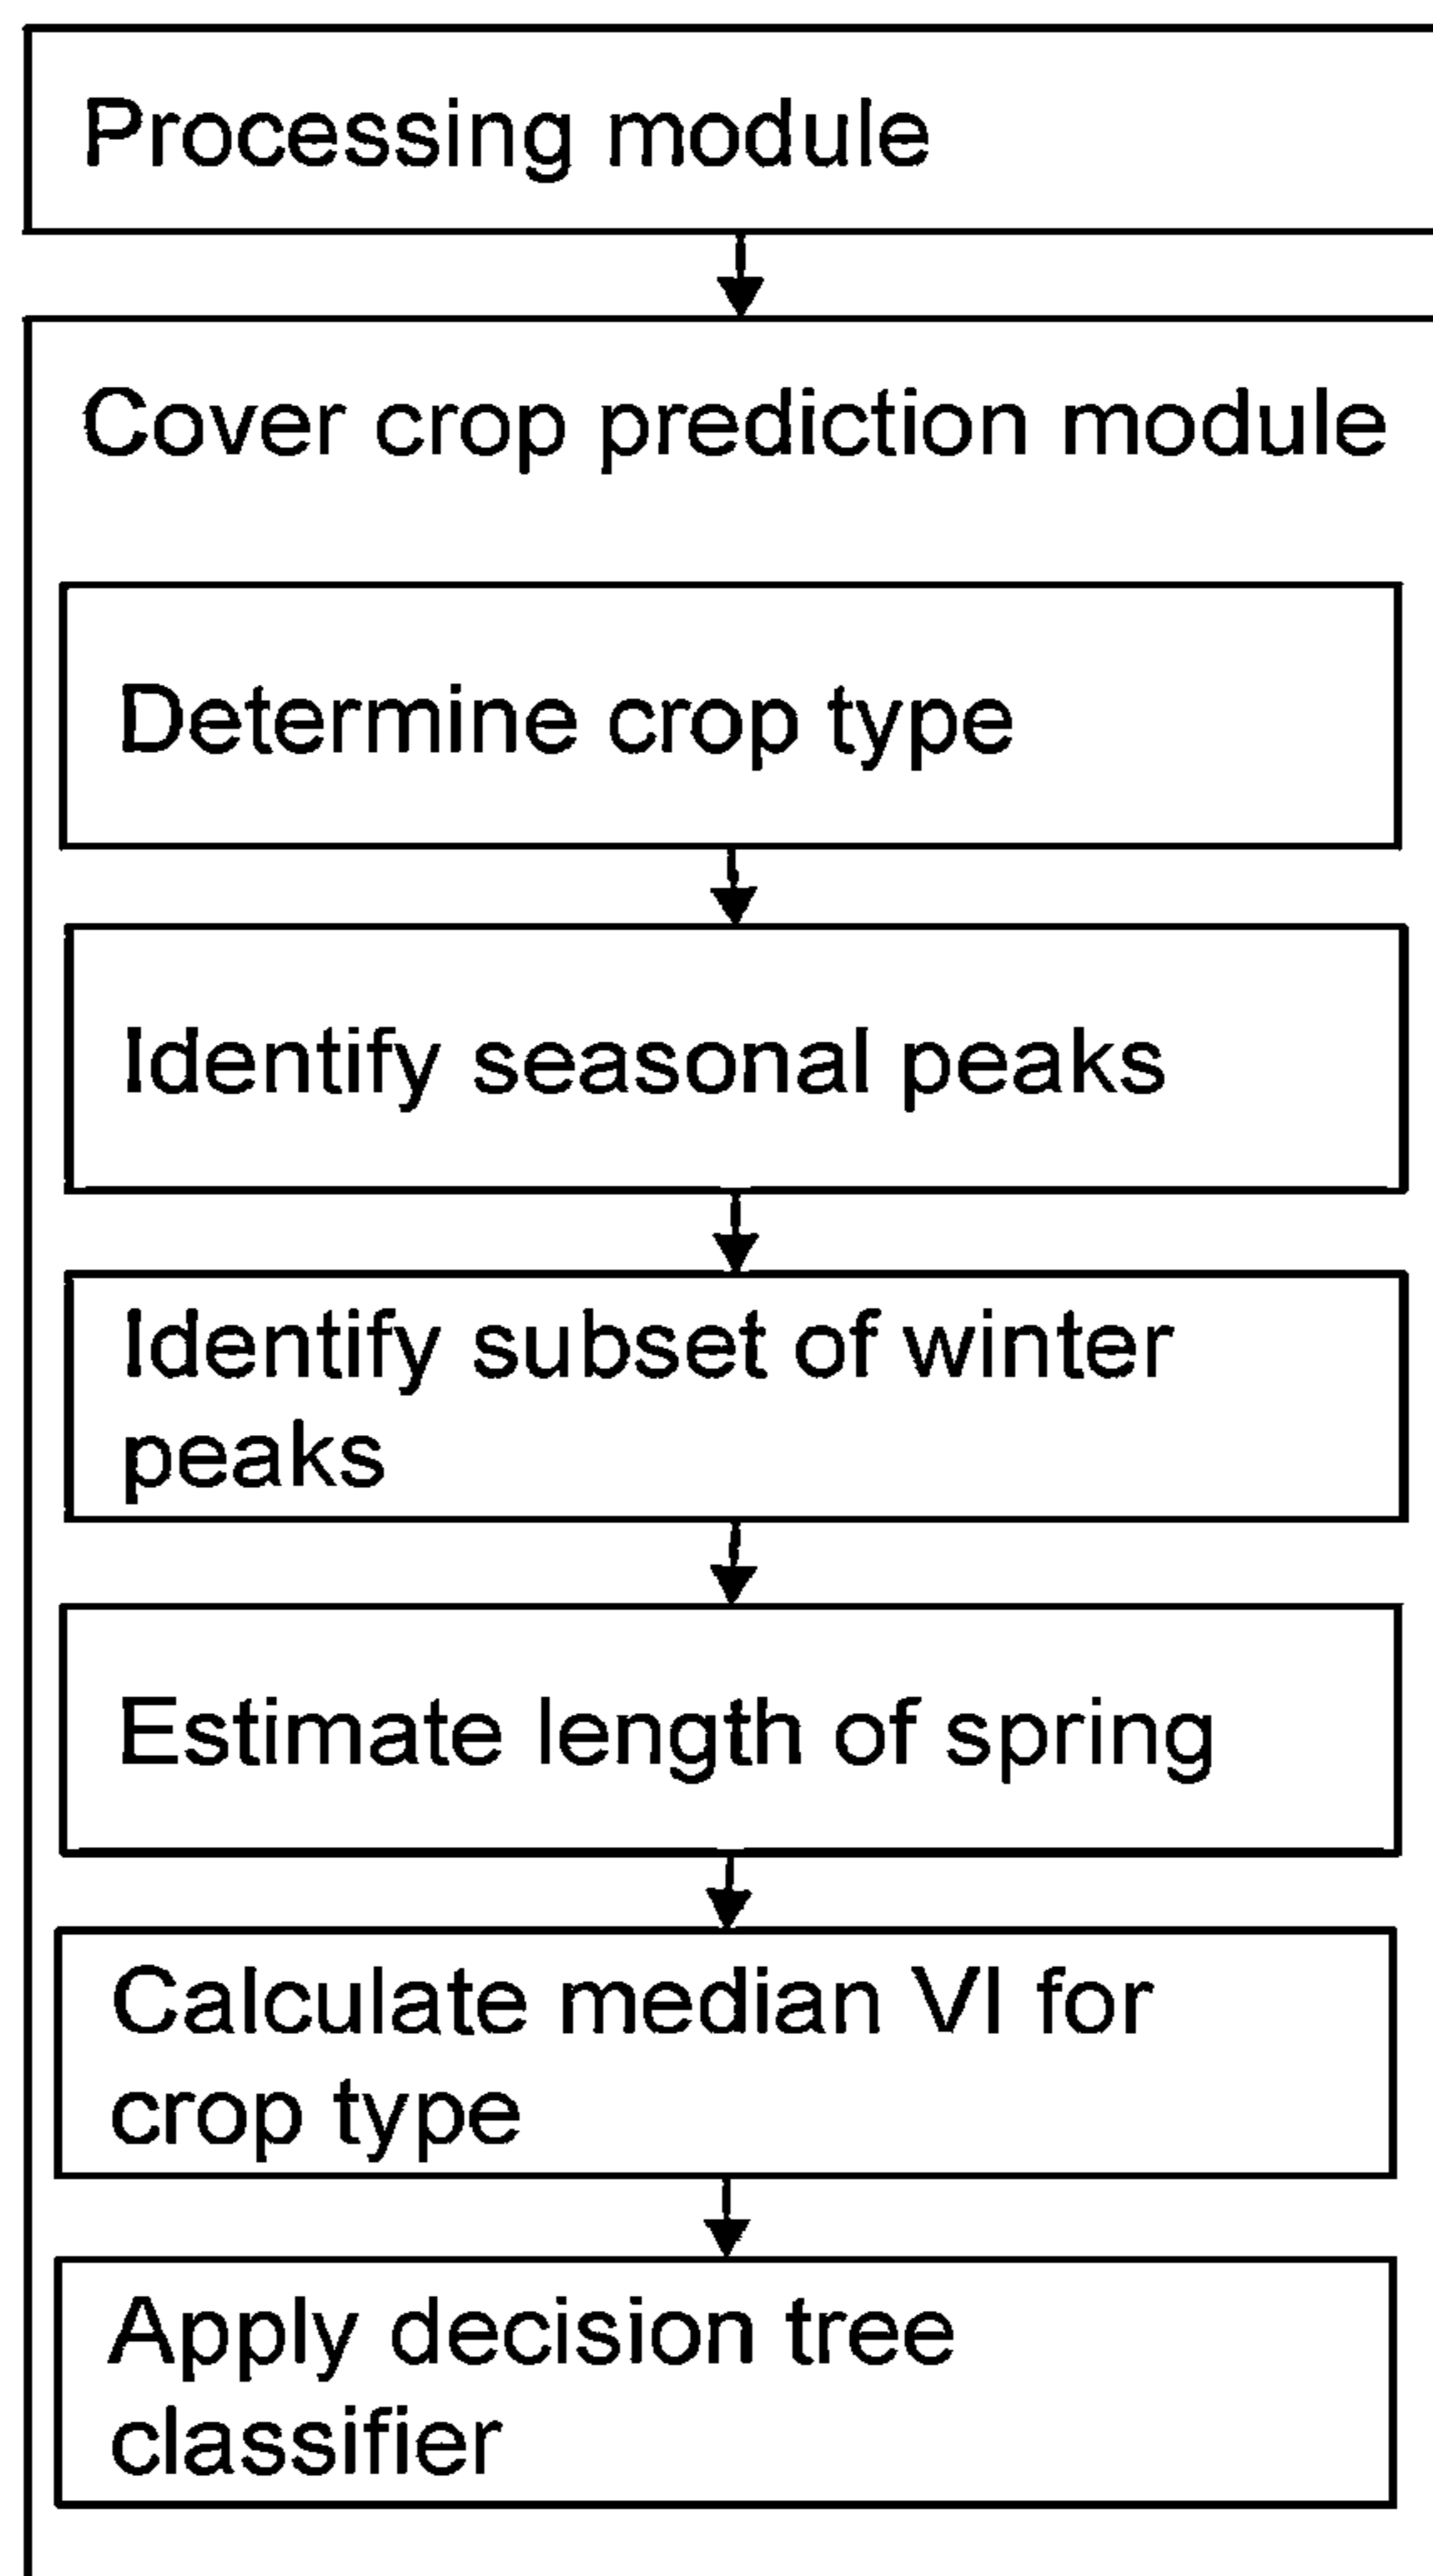 Processing module
Cover crop prediction module
Determine crop type
Identify seasonal peaks
Identify subset of winter
peaks
Estimate length of spring
Calculate median VI for
crop type
Apply decision tree
classifier